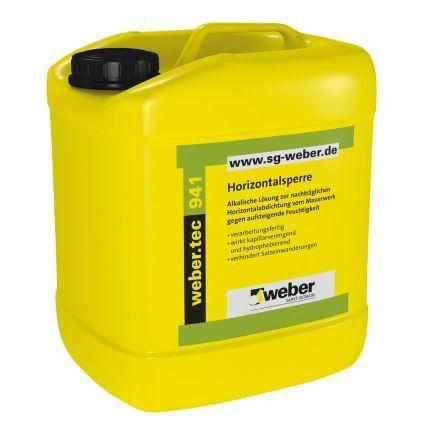 www.sg-weber.de
weber.tec 941
Horizontalsperre
Alkalische Lösung zur nachträglichen
Horizontalabdichtung vom Mauerwerk
gegen aufsteigende Feuchtigkeit
• verarbeitungsfertig
• wirkt kapillarverengend
und hydrophobierend
• verhindert Salzeinwanderungen
weber
SAINT-GOBAIN